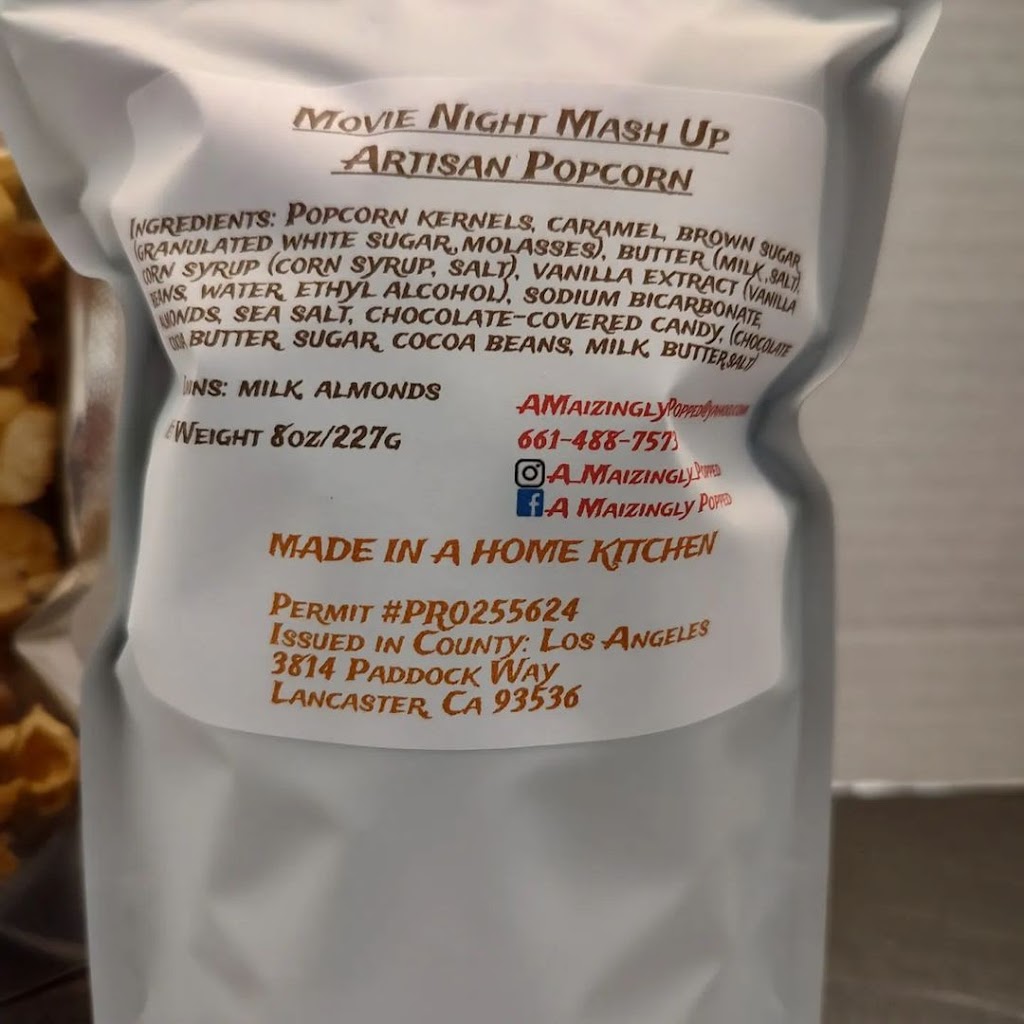 Movie Night Mash Up
Artisan Popcorn
Ingredients: Popcorn kernels, caramel, brown sugar
(granulated white sugar, molasses), butter (milk, salt),
corn syrup (corn syrup, salt), vanilla extract (vanilla
water, ethyl alcohol), sodium bicarbonate,
sea salt, chocolate-covered candy, (chocolate
butter, sugar, cocoa beans, milk, butter, salt)
milk, almonds
Weight 8oz/227g
AMaizinglyPopped@yahoo.com
661-488-757
A_Maizingly_Popped
A Maizingly Popped
MADE IN A HOME KITCHEN
Permit #PR0255624
Issued in County: Los Angeles
3814 Paddock Way
Lancaster, Ca 93536